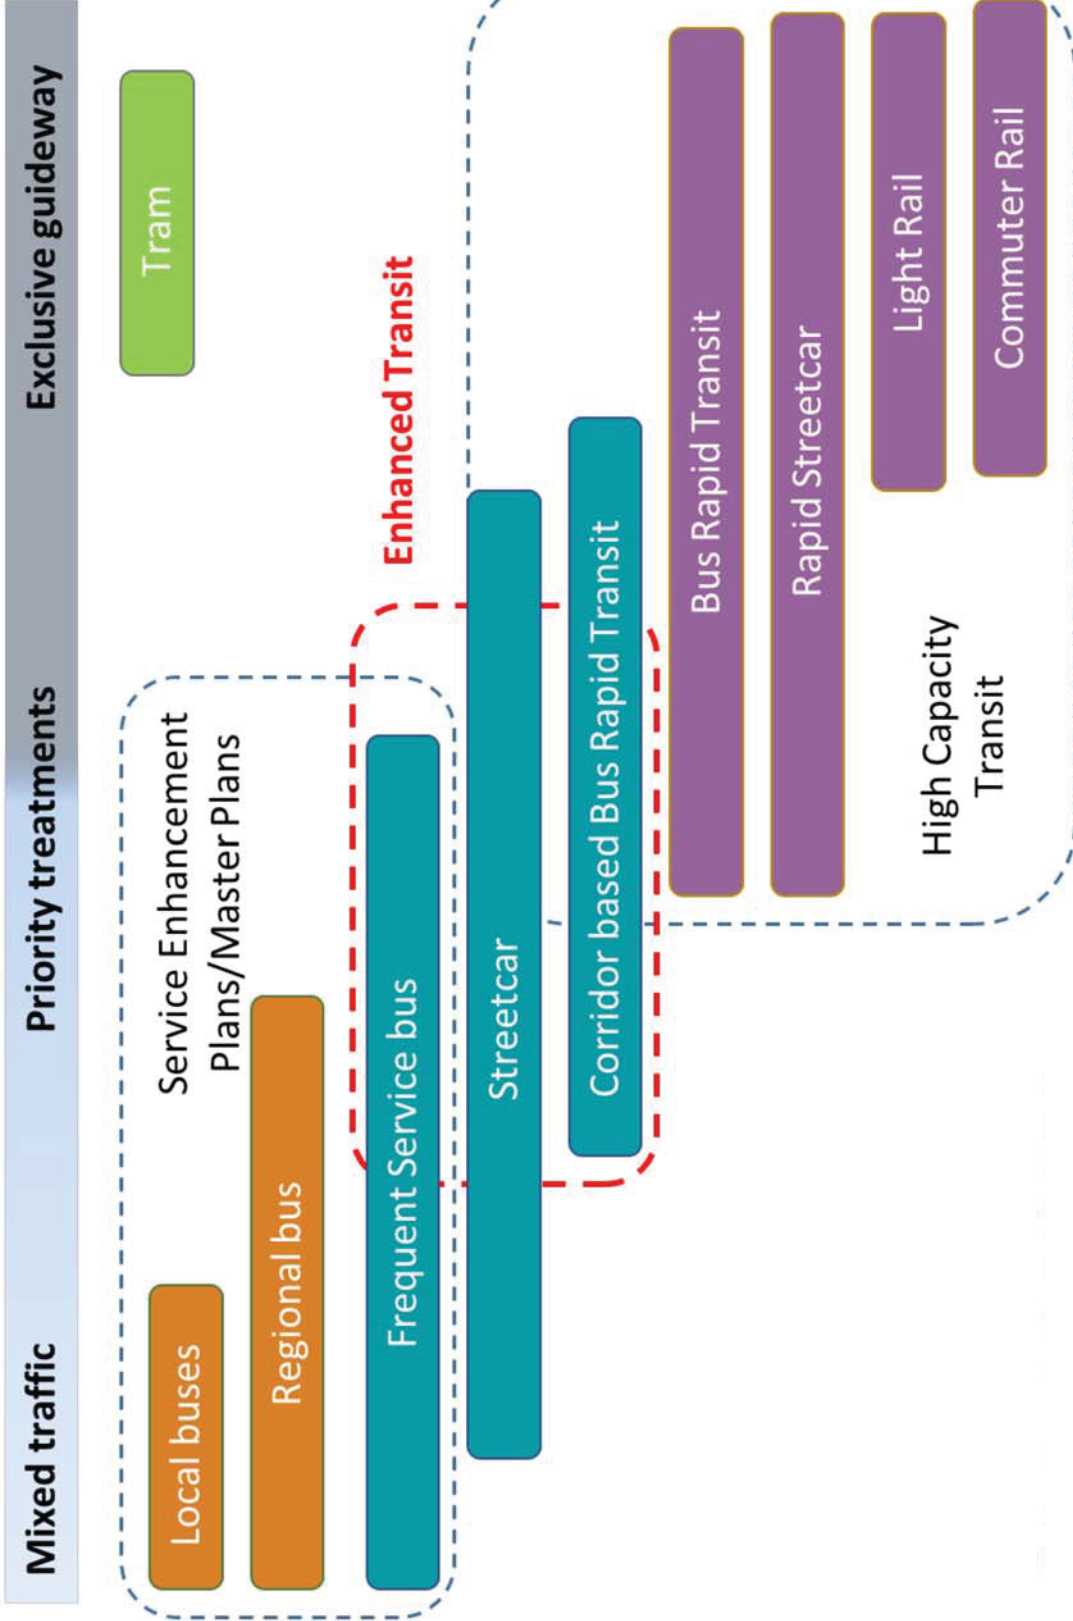 Mixed traffic
Priority treatments
Exclusive guideway
Tram
Service Enhancement
Plans/Master Plans
Local buses
Regional bus
Enhanced Transit
Frequent Service bus
Streetcar
Corridor based Bus Rapid Transit
Bus Rapid Transit
Rapid Streetcar
High Capacity
Transit
Light Rail
Commuter Rail